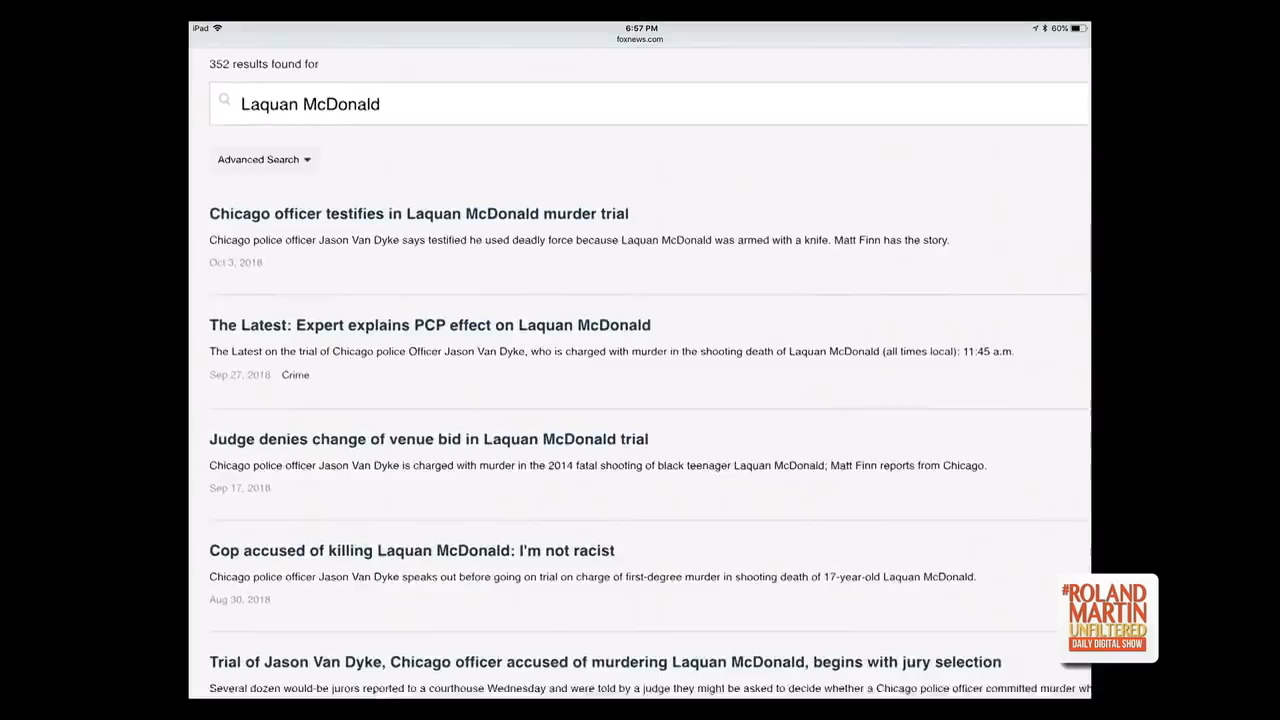 iPad 6:57 PM 60%
foxnews.com
352 results found for
Laquan McDonald
Advanced Search
Chicago officer testifies in Laquan McDonald murder trial
Chicago police officer Jason Van Dyke says testified he used deadly force because Laquan McDonald was armed with a knife. Matt Finn has the story.
Oct 3, 2018
The Latest: Expert explains PCP effect on Laquan McDonald
The Latest on the trial of Chicago police Officer Jason Van Dyke, who is charged with murder in the shooting death of Laquan McDonald (all times local): 11:45 a.m.
Sep 27, 2018 Crime
Judge denies change of venue bid in Laquan McDonald trial
Chicago police officer Jason Van Dyke is charged with murder in the 2014 fatal shooting of black teenager Laquan McDonald; Matt Finn reports from Chicago.
Sep 17, 2018
Cop accused of killing Laquan McDonald: I'm not racist
Chicago police officer Jason Van Dyke speaks out before going on trial on charge of first-degree murder in shooting death of 17-year-old Laquan McDonald.
Aug 30, 2018
Trial of Jason Van Dyke, Chicago officer accused of murdering Laquan McDonald, begins with jury selection
Several dozen would-be jurors reported to a courthouse Wednesday and were told by a judge they might be asked to decide whether a Chicago police officer committed murder wh
#ROLAND
MARTIN
UNFILTERED
DAILY DIGITAL SHOW